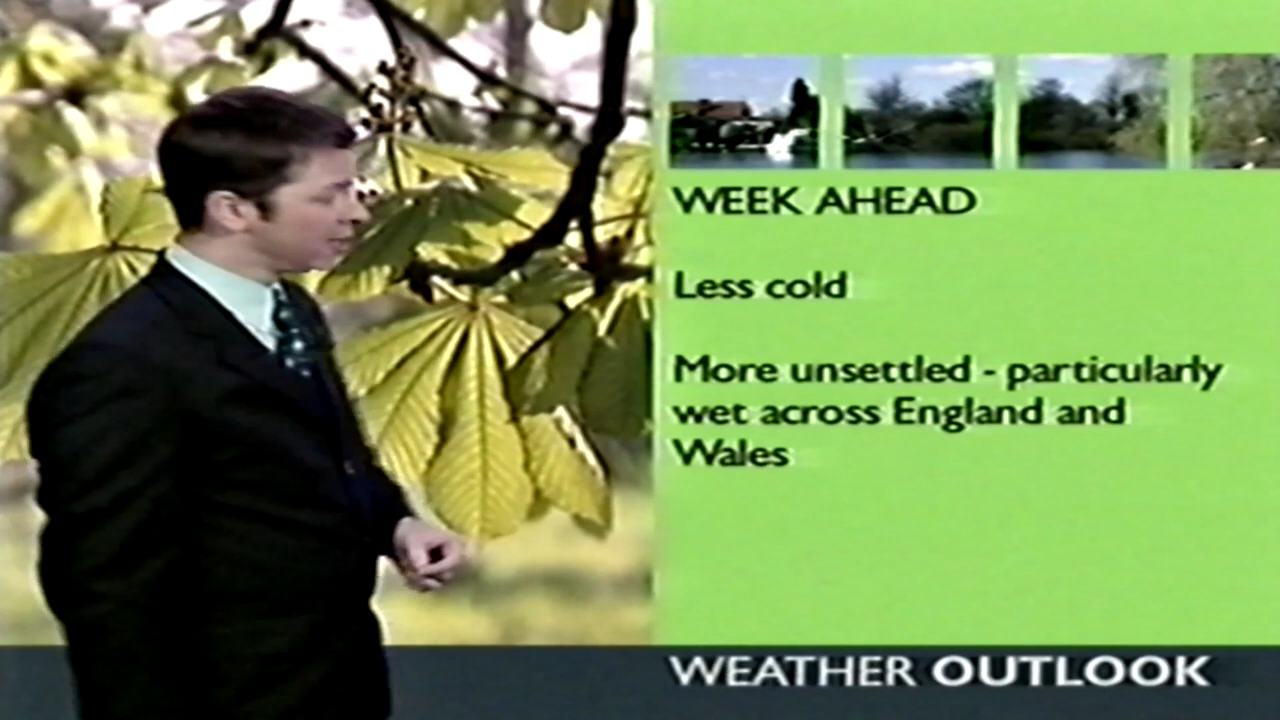 WEEK AHEAD
Less cold
More unsettled - particularly
wet across England and
Wales
WEATHER OUTLOOK